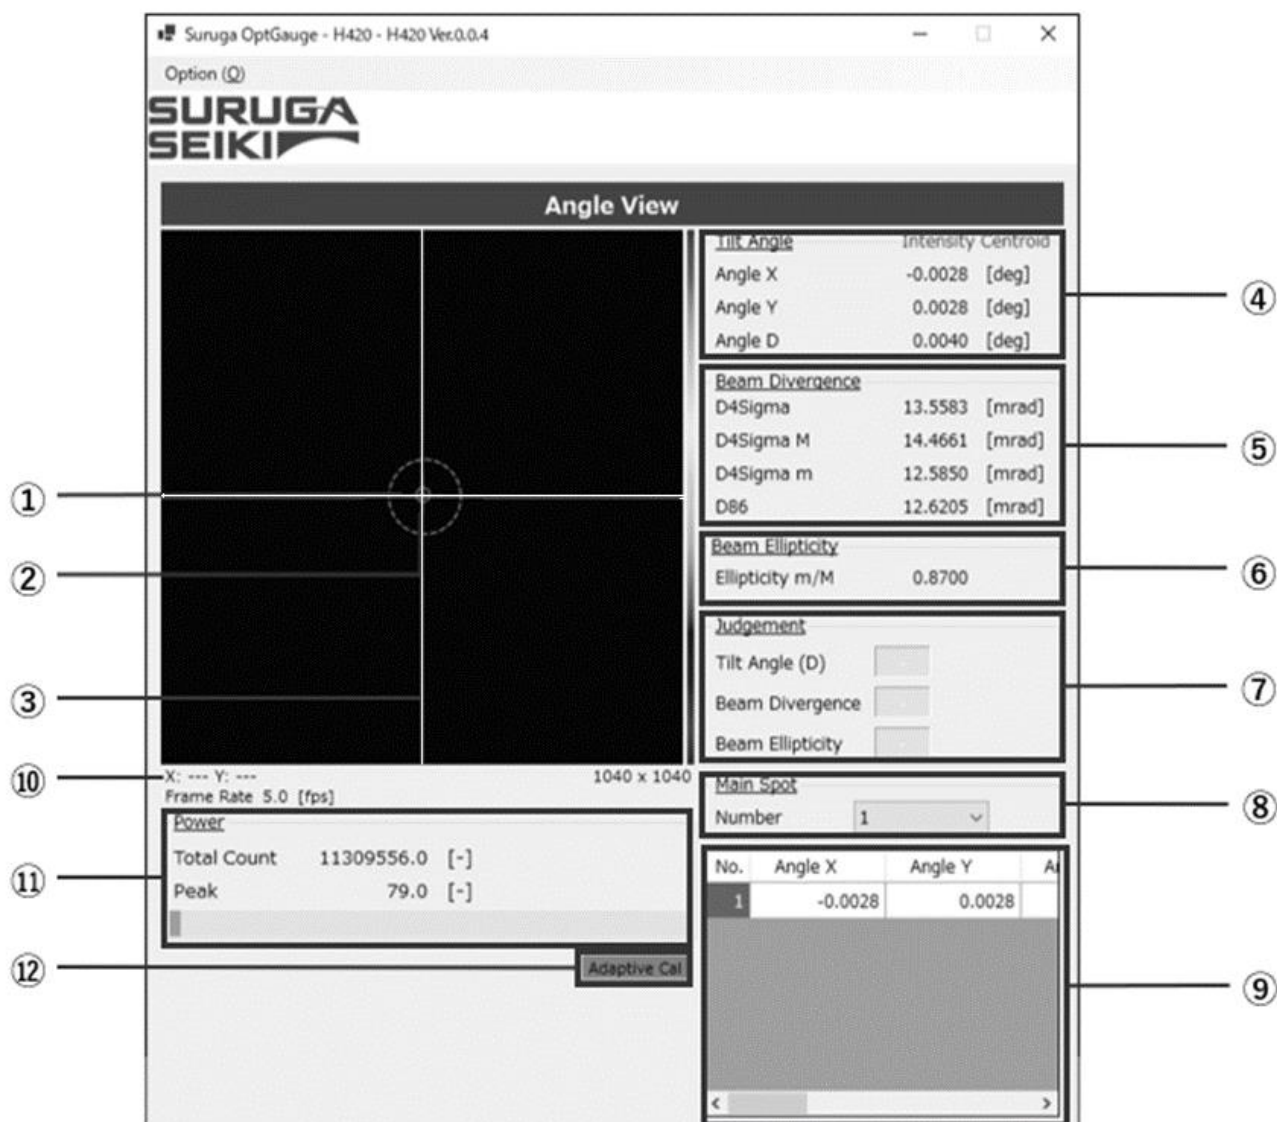 Suruga OptGauge - H420 - H420 Ver.0.0.4
Option (O)
SURUGA
SEIKI
Angle View
Tilt Angle Intensity Centroid
Angle X -0.0028 [deg]
Angle Y 0.0028 [deg]
Angle D 0.0040 [deg]
④
Beam Divergence
D4Sigma 13.5583 [mrad]
D4Sigma M 14.4661 [mrad]
D4Sigma m 12.5850 [mrad]
D86 12.6205 [mrad]
⑤
①
②
③
Beam Ellipticity
Ellipticity m/M 0.8700
⑥
Judgement
Tilt Angle (D)
Beam Divergence
Beam Ellipticity
⑦
⑩
X: --- Y: --- 1040 x 1040
Frame Rate 5.0 [fps]
Main Spot
Number 1
⑧
Power
Total Count 11309556.0 [-]
Peak 79.0 [-]
⑪
⑫
Adaptive Cal
No. Angle X Angle Y
1 -0.0028 0.0028
⑨